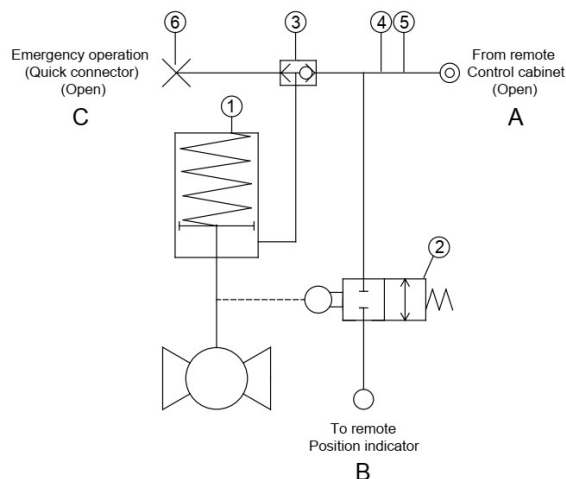 6
3
4
5
Emergency operation
(Quick connector)
(Open)
C
From remote
Control cabinet
(Open)
A
1
2
To remote
Position indicator
B